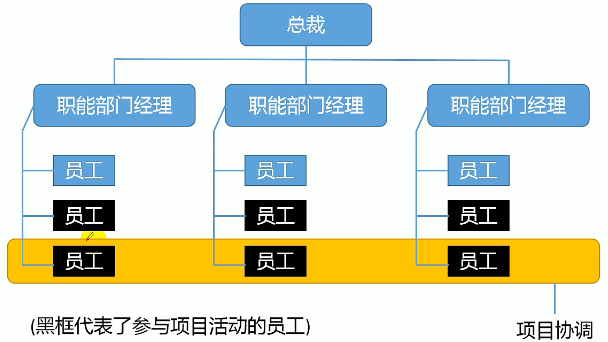 总裁
职能部门经理 职能部门经理 职能部门经理
员工 员工 员工
员工 员工 员工
员工 员工 员工
(黑框代表了参与项目活动的员工)
项目协调